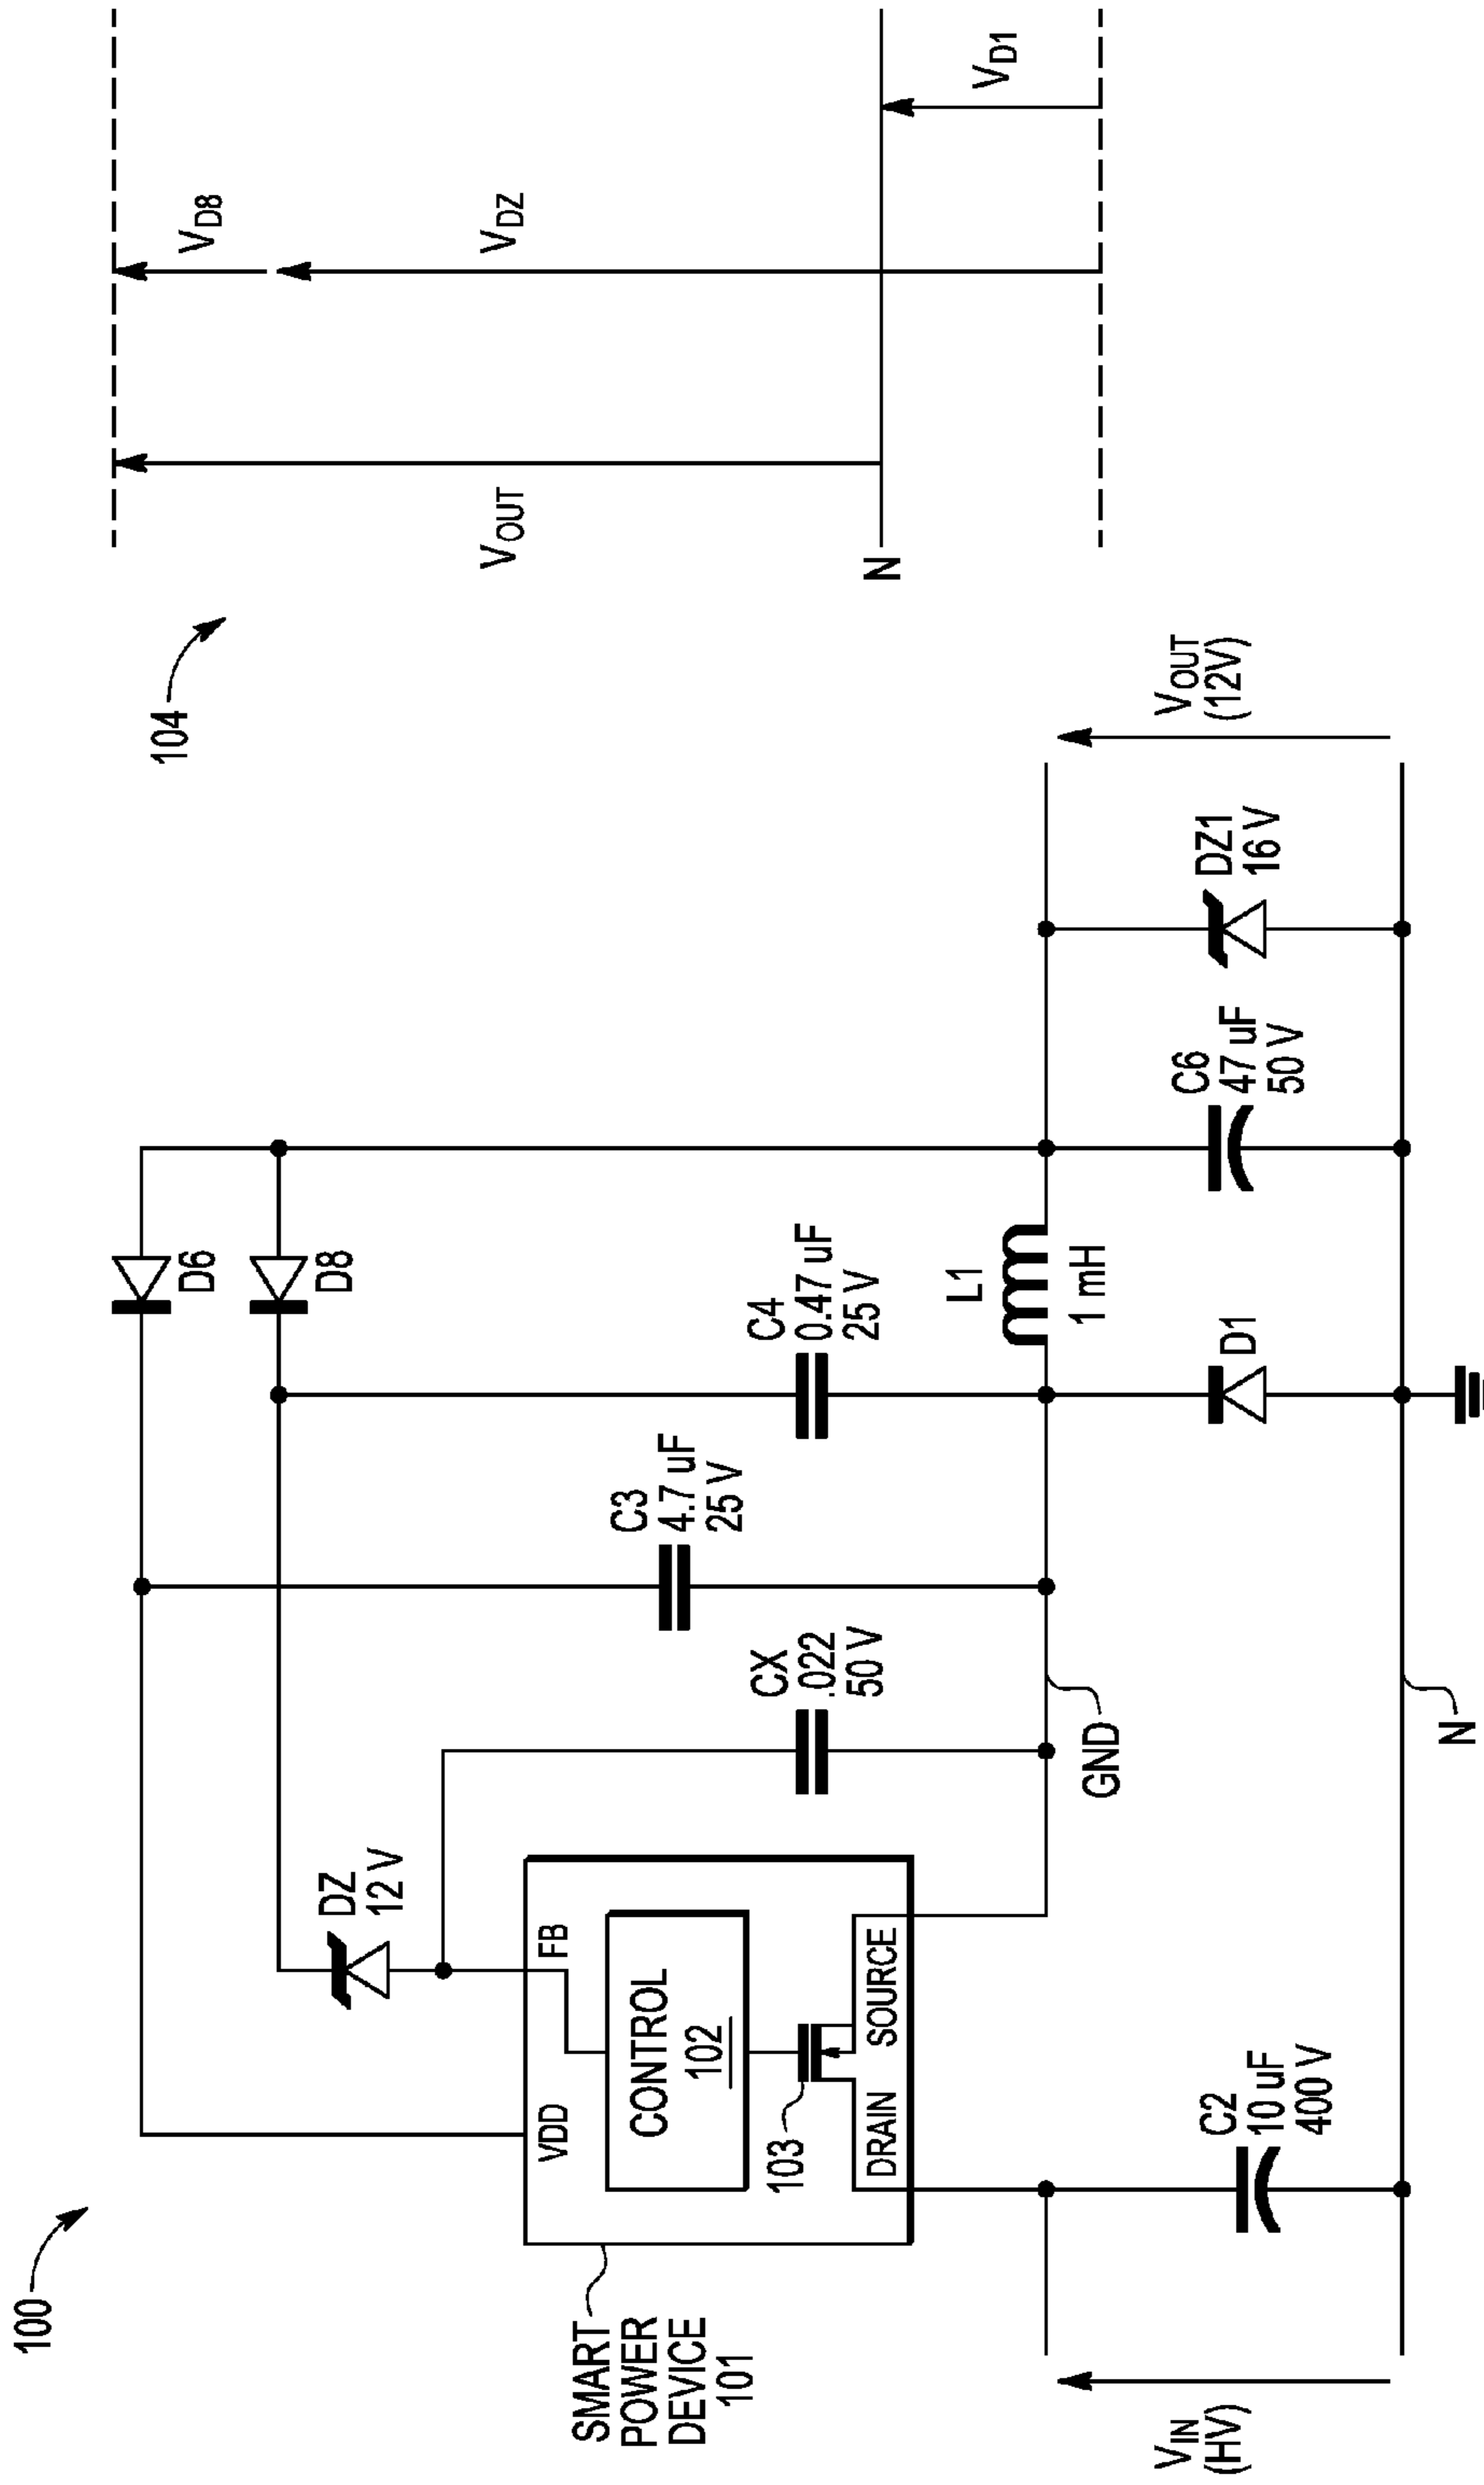 100
SMART
POWER
DEVICE
101
VDD
FB
CONTROL
102
103
DRAIN
SOURCE
DZ
12 V
CX
.022
50 V
C3
4.7 uF
25 V
C4
0.47 uF
25 V
D6
D8
L1
1 mH
D1
GND
N
VIN
(HV)
C2
10 uF
400 V
C6
47 uF
50 V
DZ1
16 V
VOUT
(12V)
104
VOUT
N
VD8
VDZ
VD1